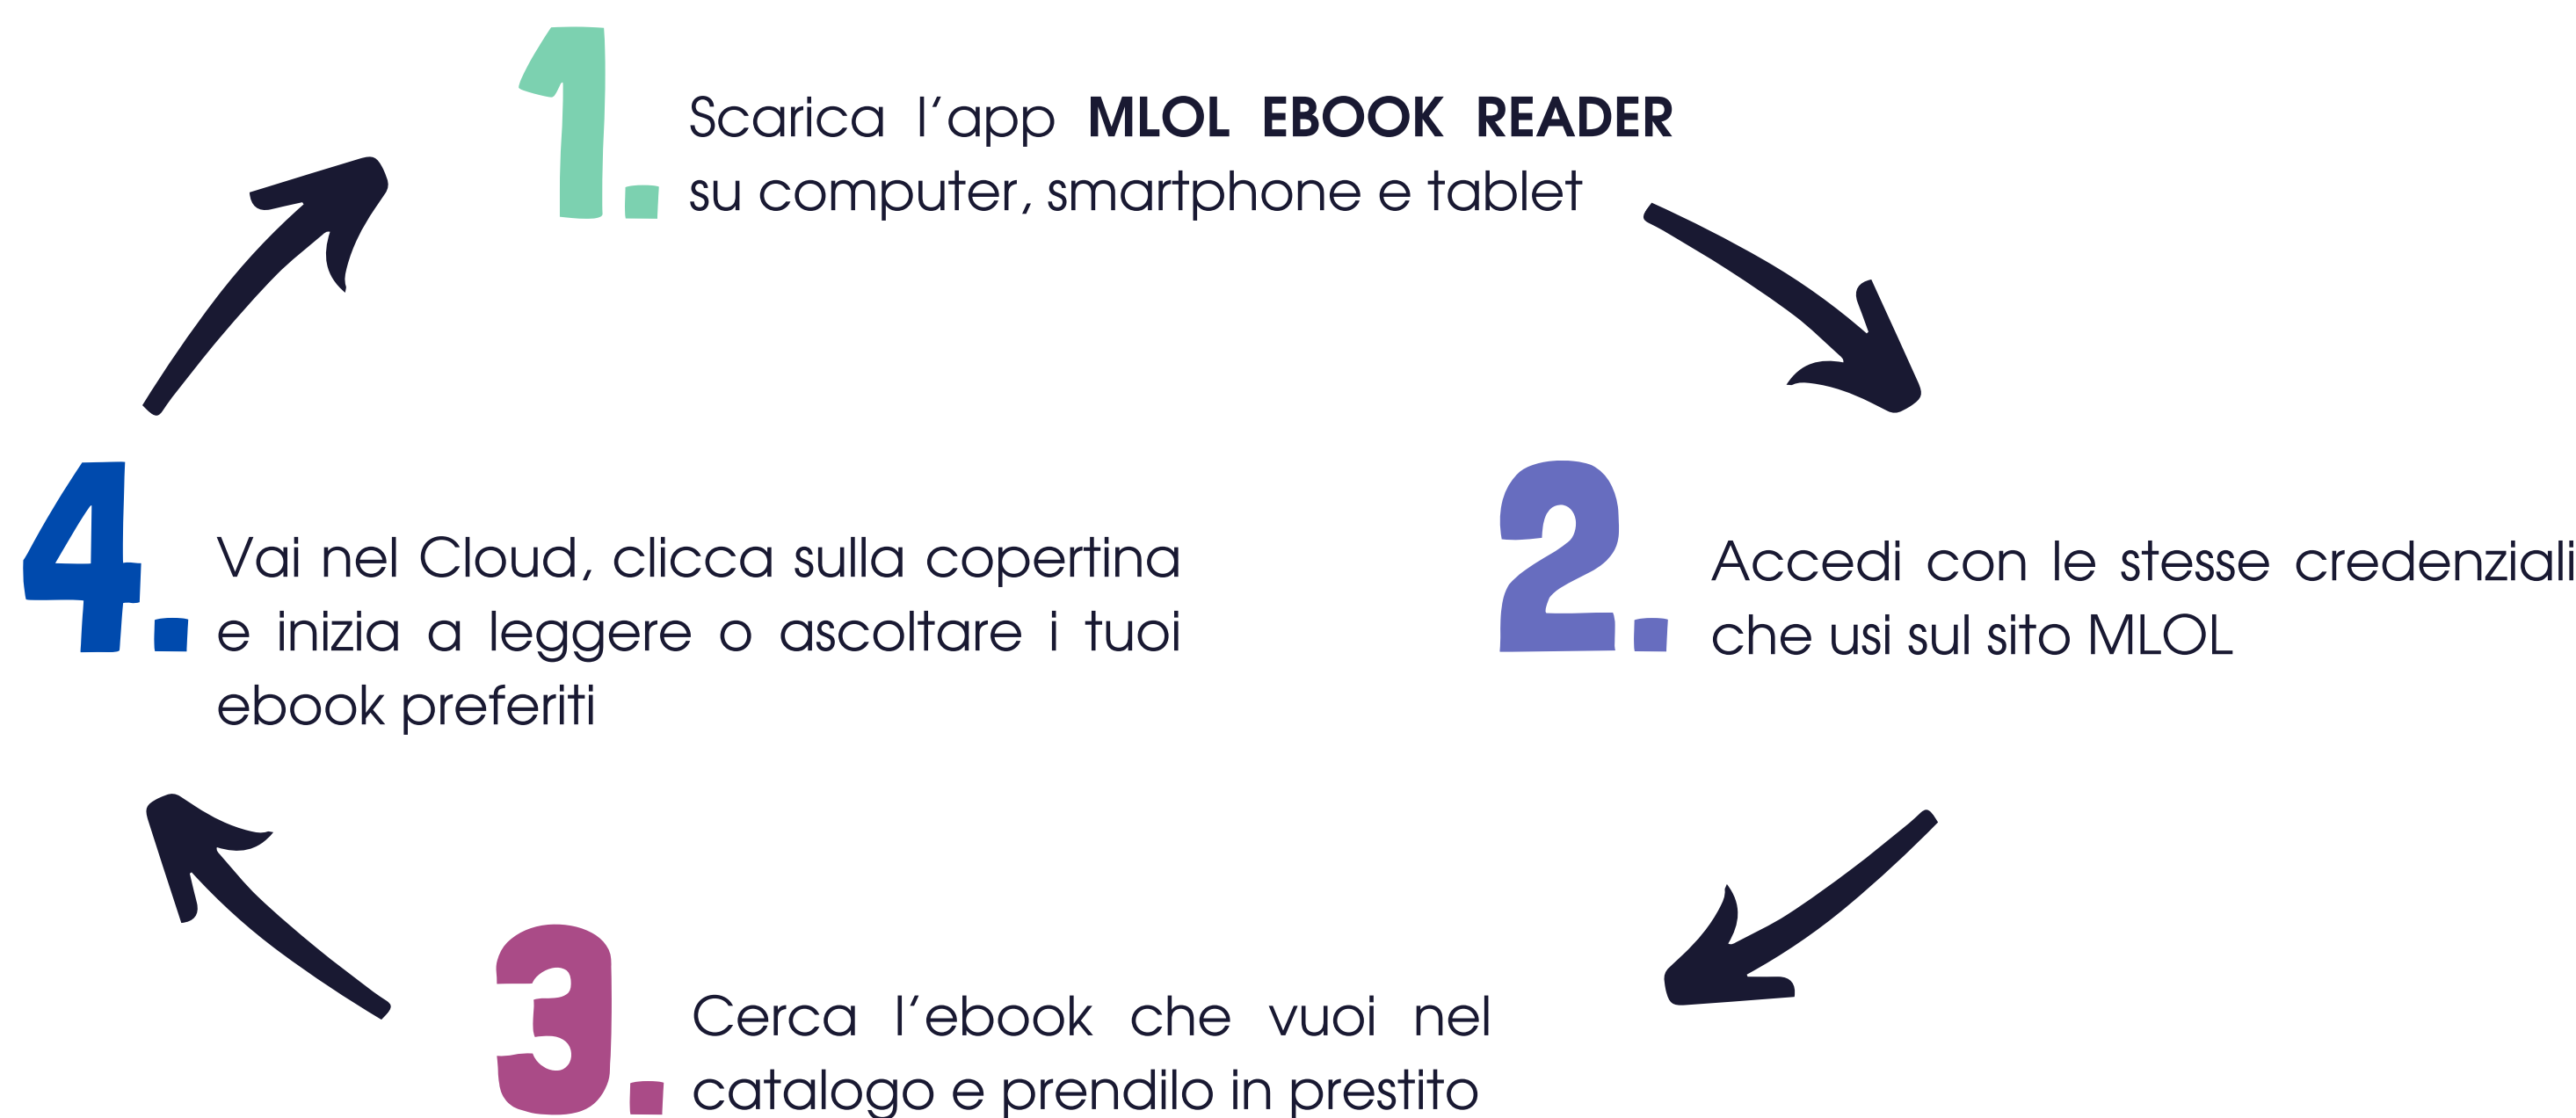 1. Scarica l'app MLOL EBOOK READER
su computer, smartphone e tablet
2. Accedi con le stesse credenziali
che usi sul sito MLOL
3. Cerca l'ebook che vuoi nel
catalogo e prendilo in prestito
4. Vai nel Cloud, clicca sulla copertina
e inizia a leggere o ascoltare i tuoi
ebook preferiti